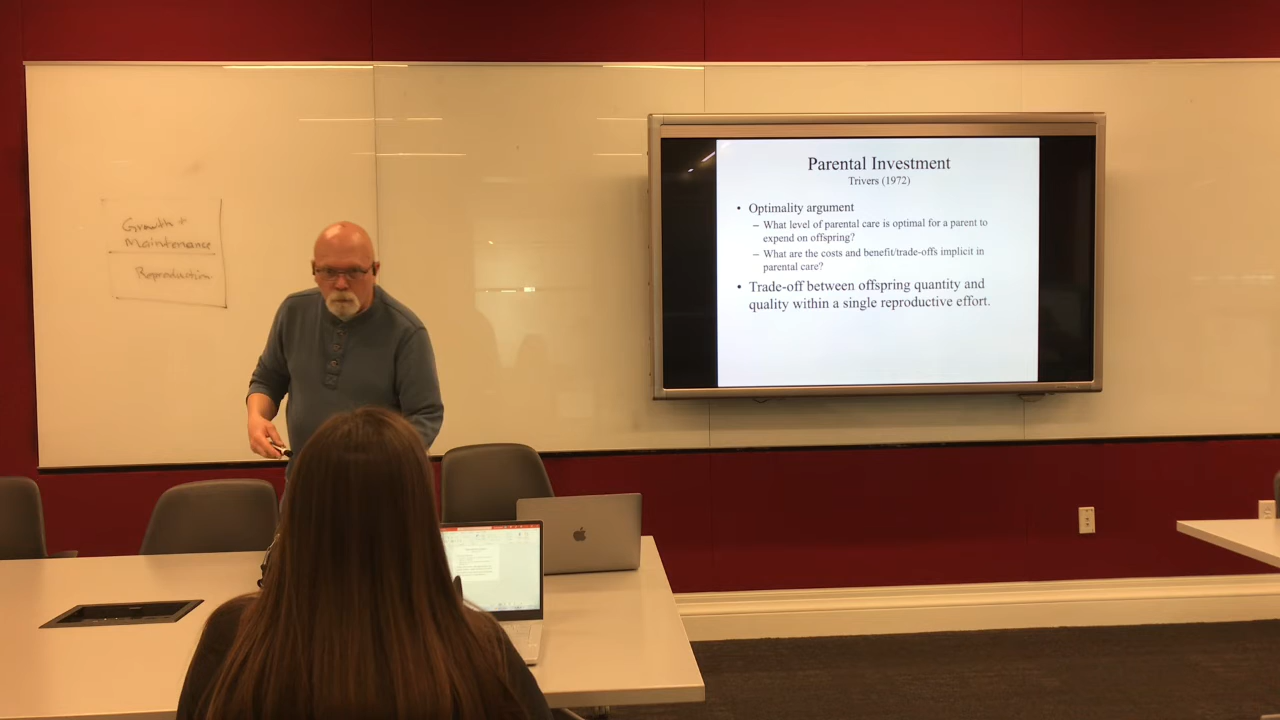 Growth +
Maintenance
Reproduction
Parental Investment
Trivers (1972)
• Optimality argument
– What level of parental care is optimal for a parent to
expend on offspring?
– What are the costs and benefit/trade-offs implicit in
parental care?
• Trade-off between offspring quantity and
quality within a single reproductive effort.